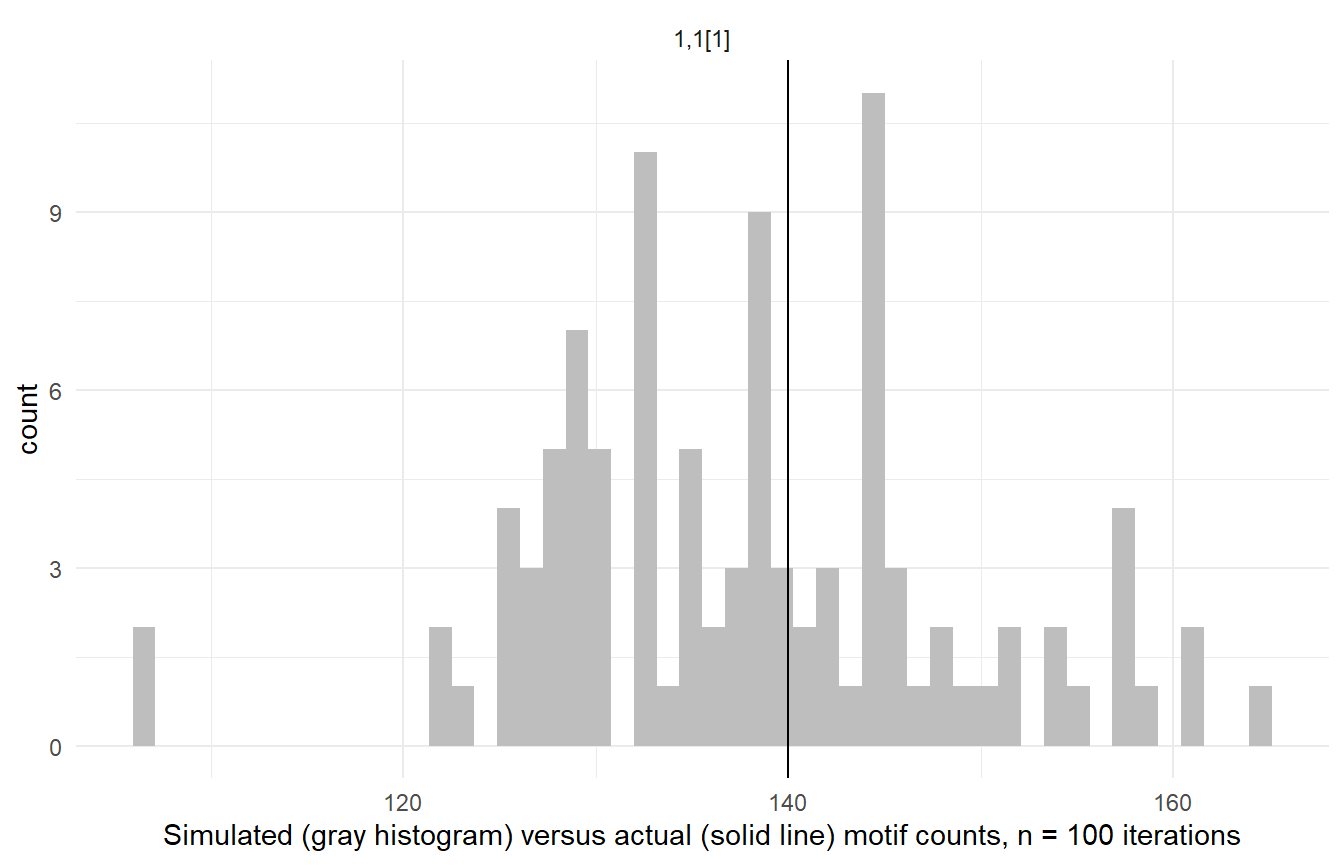 1,1[1]
9
6
3
0
count
120 140 160
Simulated (gray histogram) versus actual (solid line) motif counts, n = 100 iterations